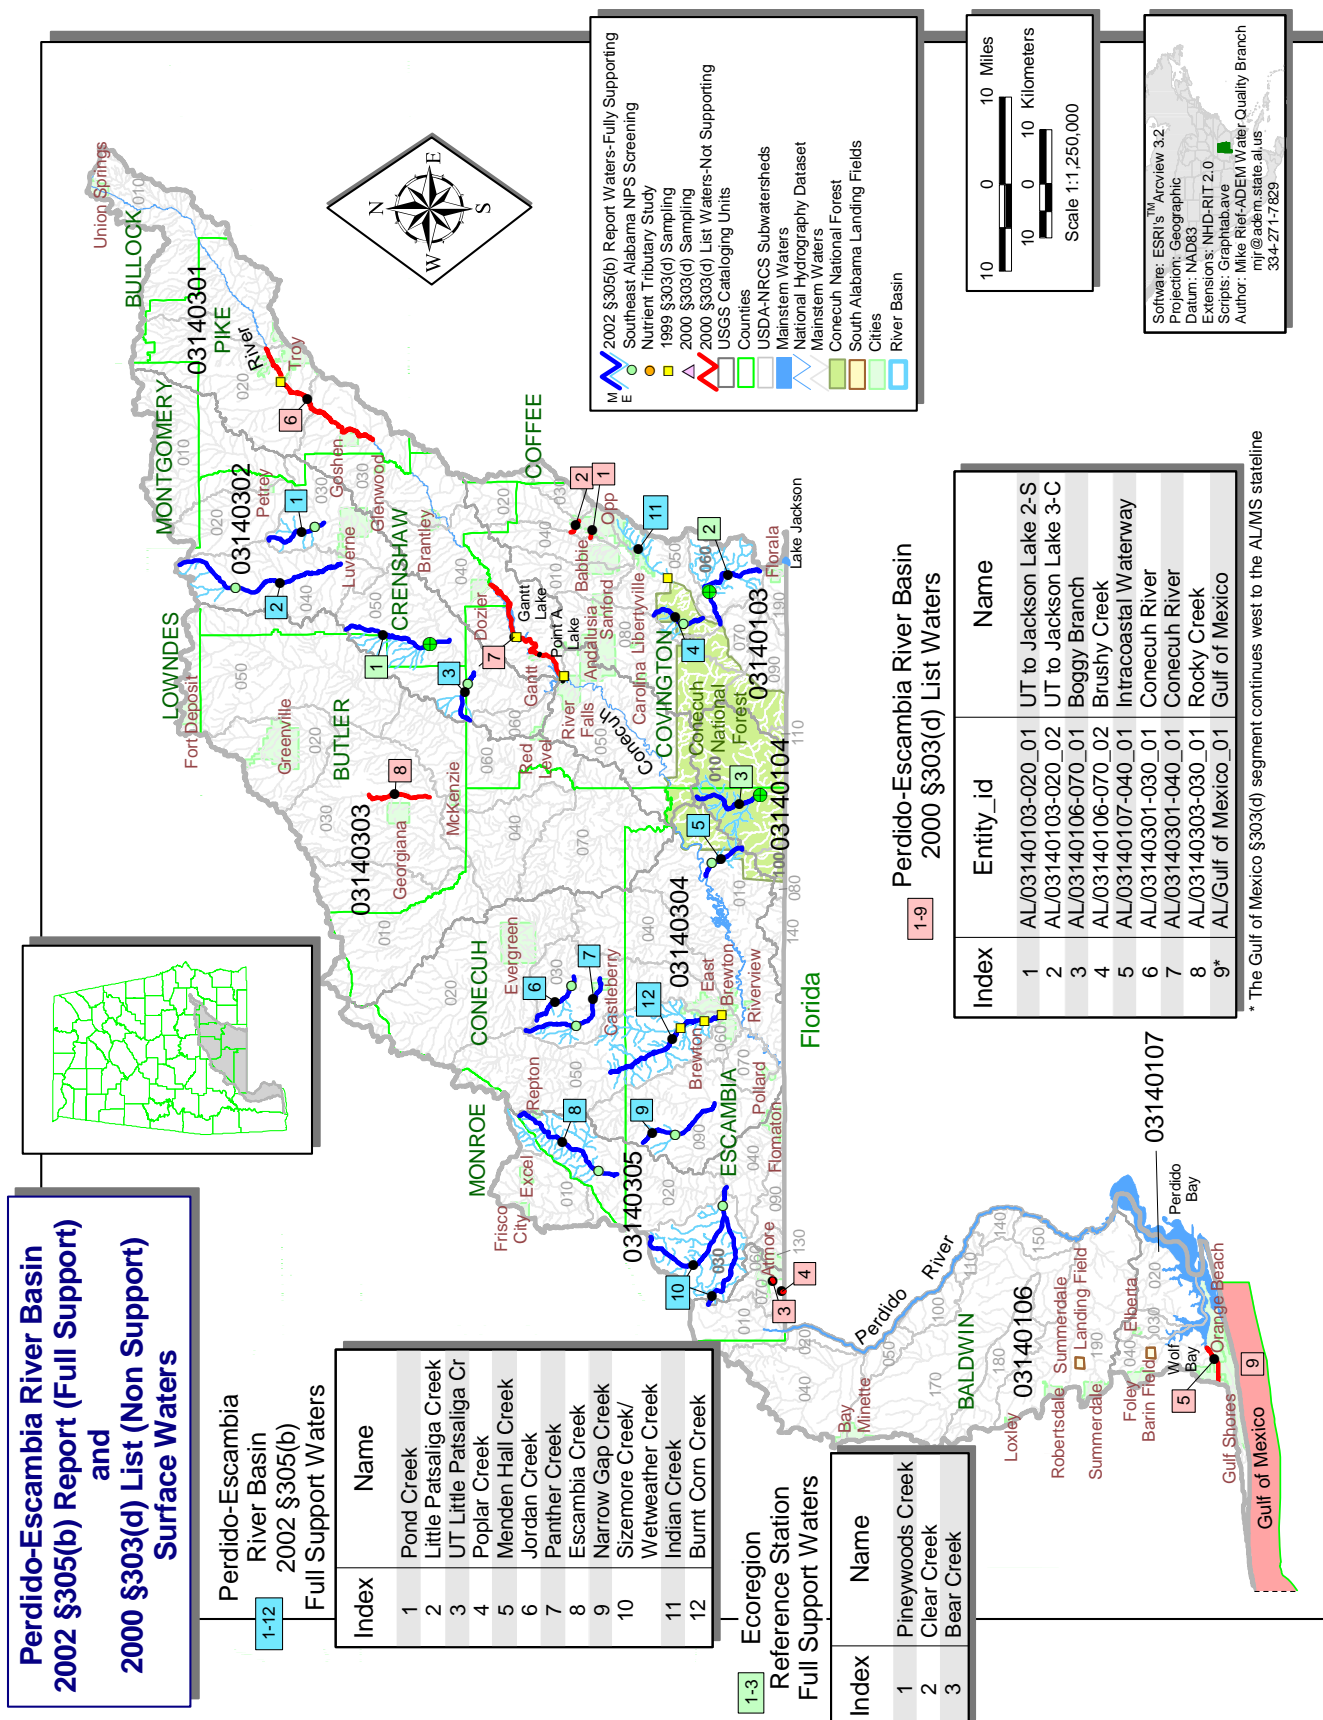 Perdido-Escambia River Basin
2002 §305(b) Report (Full Support)
and
2000 §303(d) List (Non Support)
Surface Waters
1-12
Perdido-Escambia
River Basin
2002 §305(b)
Full Support Waters
Index Name
1 Pond Creek
2 Little Patsaliga Creek
3 UT Little Patsaliga Cr
4 Poplar Creek
5 Menden Hall Creek
6 Jordan Creek
7 Panther Creek
8 Escambia Creek
9 Narrow Gap Creek
10 Sizemore Creek/
Wetweather Creek
11 Indian Creek
12 Burnt Corn Creek
1-3
Ecoregion
Reference Station
Full Support Waters
Index Name
1 Pineywoods Creek
2 Clear Creek
3 Bear Creek
1-9
Perdido-Escambia River Basin
2000 §303(d) List Waters
Index Entity_id Name
1 AL/03140103-020_01 UT to Jackson Lake 2-S
2 AL/03140103-020_02 UT to Jackson Lake 3-C
3 AL/03140106-070_01 Boggy Branch
4 AL/03140106-070_02 Brushy Creek
5 AL/03140107-040_01 Intracoastal Waterway
6 AL/03140301-030_01 Conecuh River
7 AL/03140301-040_01 Conecuh River
8 AL/03140303-030_01 Rocky Creek
9* AL/Gulf of Mexico_01 Gulf of Mexico
* The Gulf of Mexico §303(d) segment continues west to the AL/MS stateline
M
E
2002 §305(b) Report Waters-Fully Supporting
Southeast Alabama NPS Screening
Nutrient Tributary Study
1999 §303(d) Sampling
2000 §303(d) Sampling
2000 §303(d) List Waters-Not Supporting
USGS Cataloging Units
Counties
USDA-NRCS Subwatersheds
Mainstem Waters
National Hydrography Dataset
Mainstem Waters
Conecuh National Forest
South Alabama Landing Fields
Cities
River Basin
10 0 10 Miles
10 0 10 Kilometers
Scale 1:1,250,000
Software: ESRI's™ Arcview 3.2
Projection: Geographic
Datum: NAD83
Extensions: NHD-RIT 2.0
Scripts: Graphtab.ave
Author: Mike Rief-ADEM Water Quality Branch
mjr@adem.state.al.us
334-271-7829
N
W E
S
Union Springs
BULLOCK
03140301
PIKE
River
Troy
MONTGOMERY
03140302
Petrey
Goshen
Glenwood
Luverne
Brantley
CRENSHAW
LOWNDES
Fort Deposit
Greenville
BUTLER
03140303
Georgiana
McKenzie
COFFEE
Dozier
Gantt
Lake
Point A
Lake
Gantt
River
Falls
Red
Level
Andalusia
Sanford
Babbie
Opp
Carolina
Libertyville
Florala
Lake Jackson
COVINGTON
Conecuh
Conecuh
National
Forest
03140103
03140104
03140304
CONECUH
Evergreen
Castleberry
East
Brewton
Brewton
Riverview
Pollard
Flomaton
ESCAMBIA
MONROE
Repton
Excel
Frisco
City
03140305
Atmore
Florida
Perdido
River
Bay
Minette
BALDWIN
03140106
Loxley
Robertsdale
Summerdale
Summerdale
Landing Field
Foley
Elberta
Barin Field
Wolf
Bay
Perdido
Bay
03140107
Orange Beach
Gulf Shores
Gulf of Mexico